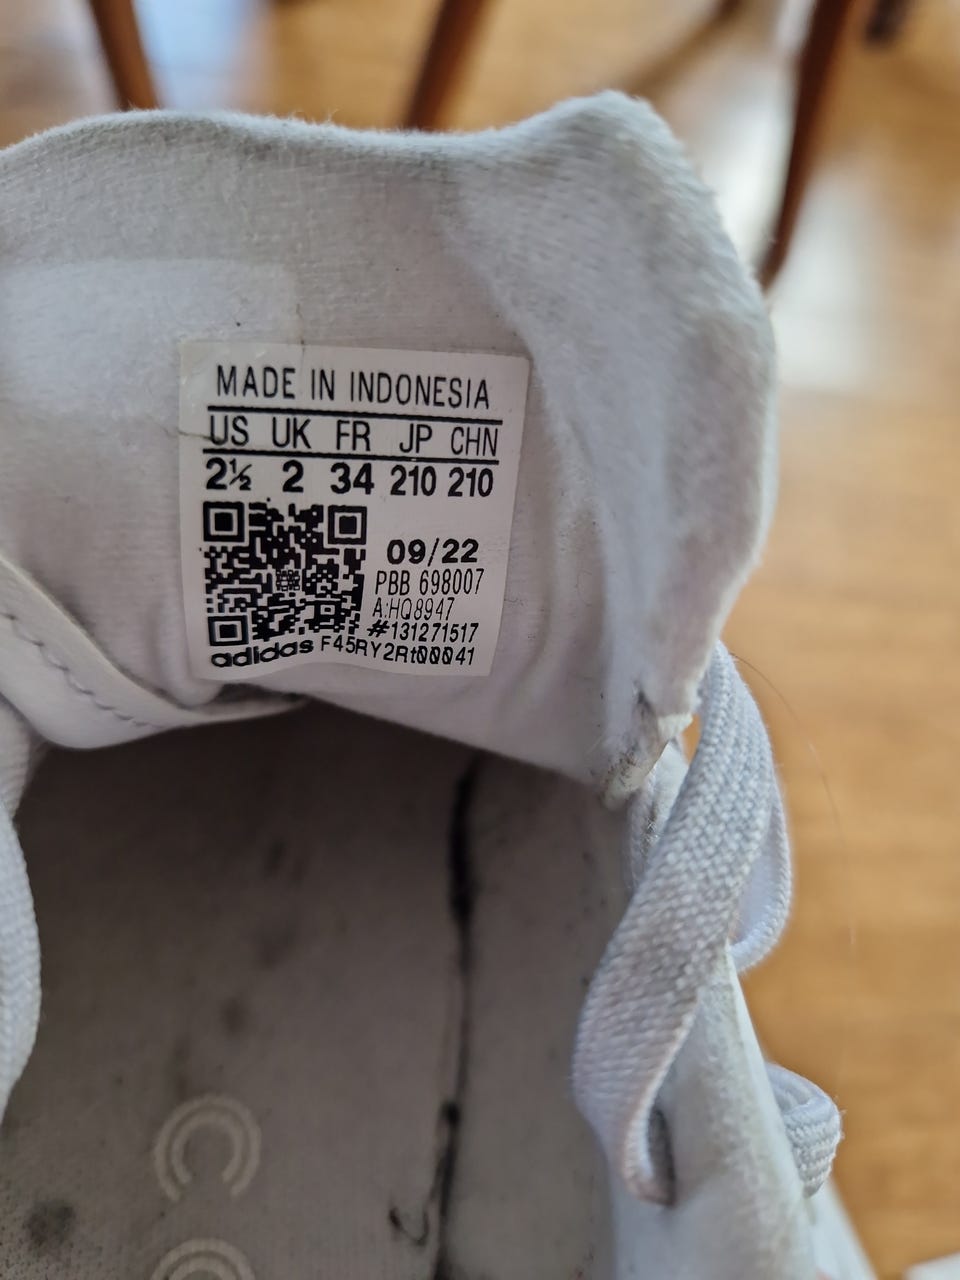 MADE IN INDONESIA
US UK FR JP CHN
2½ 2 34 210 210
09/22
PBB 698007
A:HQ8947
#131271517
adidas F45RY2Rt00041